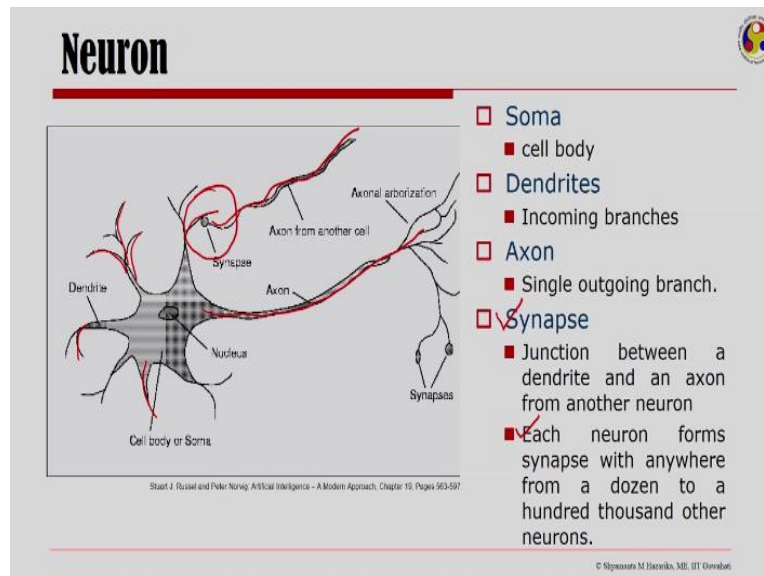 Neuron
Soma
cell body
Dendrites
Incoming branches
Axon
Single outgoing branch.
Synapse
Junction between a
dendrite and an axon
from another neuron
Each neuron forms
synapse with anywhere
from a dozen to a
hundred thousand other
neurons.
Axonal arborization
Axon from another cell
Synapse
Dendrite
Axon
Nucleus
Synapses
Cell body or Soma
Stuart J. Russel and Peter Norvig: Artificial Intelligence – A Modern Approach, Chapter 19, Pages 563-597
© Shyamanta M Hazarika, ME, IIT Guwahati